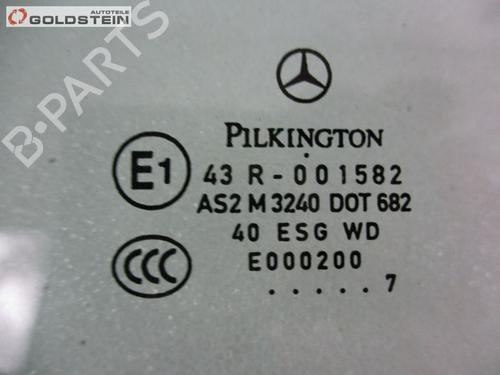 AUTOTEILE
GOLDSTEIN
B-PARTS
PILKINGTON
E1
43 R-001582
AS2 M 3240 DOT 682
40 ESG WD
CCC
E000200
.....7